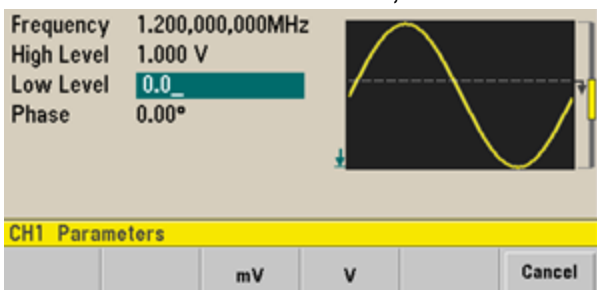 Frequency 1.200,000,000MHz
High Level 1.000 V
Low Level 0.0_
Phase 0.00°
CH1 Parameters
mV V Cancel